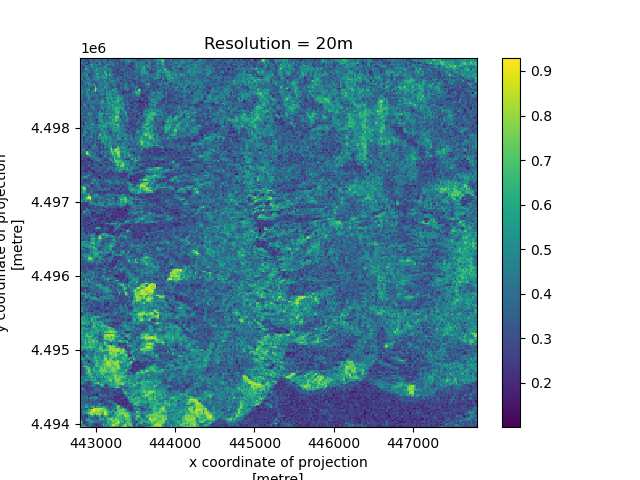 Resolution = 20m
1e6
4.498
4.497
4.496
4.495
4.494
443000 444000 445000 446000 447000
x coordinate of projection
[metre]
y coordinate of projection
[metre]
0.9
0.8
0.7
0.6
0.5
0.4
0.3
0.2